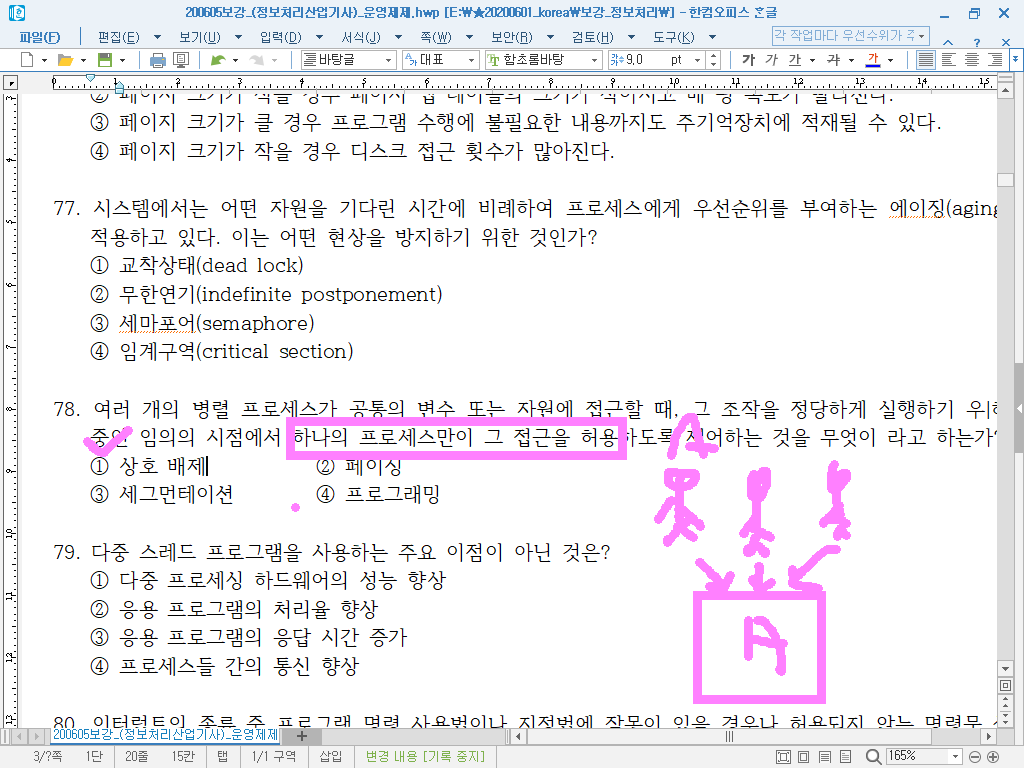 200605보강_(정보처리산업기사)_운영제제.hwp [E:₩★20200601_korea₩보강_정보처리₩] - 한컴오피스 한글
파일(F) 편집(E) 보기(U) 입력(D) 서식(J) 쪽(W) 보안(R) 검토(H) 도구(K) 각 작업마다 우선수위가 주
바탕글 대표 함초롬바탕 9,0 pt 가 가 가 가 가
③ 페이지 크기가 클 경우 프로그램 수행에 불필요한 내용까지도 주기억장치에 적재될 수 있다.
④ 페이지 크기가 작을 경우 디스크 접근 횟수가 많아진다.
77. 시스템에서는 어떤 자원을 기다린 시간에 비례하여 프로세스에게 우선순위를 부여하는 에이징(aging
적용하고 있다. 이는 어떤 현상을 방지하기 위한 것인가?
① 교착상태(dead lock)
② 무한연기(indefinite postponement)
③ 세마포어(semaphore)
④ 임계구역(critical section)
78. 여러 개의 병렬 프로세스가 공통의 변수 또는 자원에 접근할 때, 그 조작을 정당하게 실행하기 위해
중인 임의의 시점에서 하나의 프로세스만이 그 접근을 허용하도록 제어하는 것을 무엇이 라고 하는가?
① 상호 배제 ② 페이징
③ 세그먼테이션 ④ 프로그래밍
A
79. 다중 스레드 프로그램을 사용하는 주요 이점이 아닌 것은?
① 다중 프로세싱 하드웨어의 성능 향상
② 응용 프로그램의 처리율 향상
③ 응용 프로그램의 응답 시간 증가
④ 프로세스들 간의 통신 향상
A
80. 인터럽트의 종류 중 프로그램 명령 사용법이나 지정법에 잘못이 있을 경우나 허용되지 않는 명령문
200605보강_(정보처리산업기사)_운영제제
3/?쪽 1단 20줄 15칸 탭 1/1 구역 삽입 변경 내용 [기록 중지] 165%